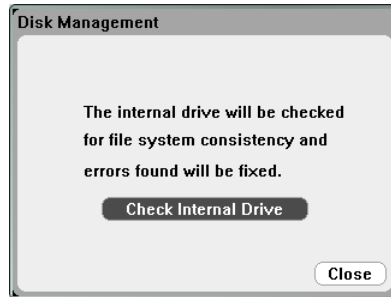 Disk Management
The internal drive will be checked
for file system consistency and
errors found will be fixed.
Check Internal Drive
Close